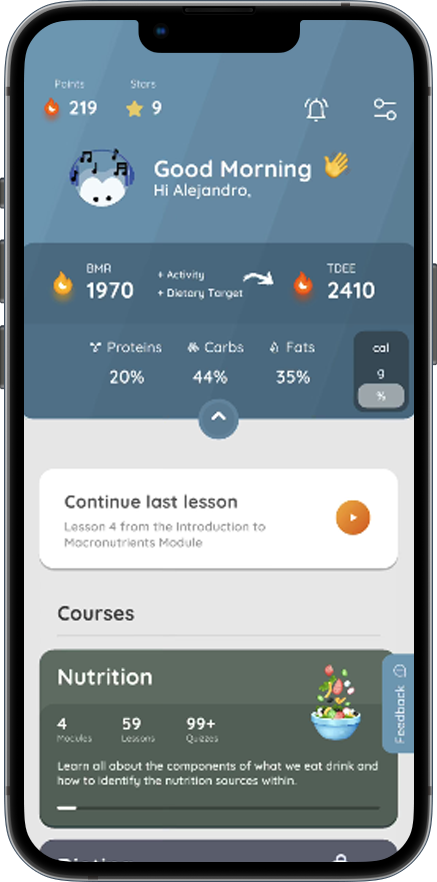 Points
219
Stars
9
Good Morning 👋
Hi Alejandro,
BMR
1970
+ Activity
+ Dietary Target
TDEE
2410
Proteins
20%
Carbs
44%
Fats
35%
cal
g
%
Continue last lesson
Lesson 4 from the Introduction to
Macronutrients Module
Courses
Nutrition
4
Modules
59
Lessons
99+
Quizzes
Learn all about the components of what we eat drink and
how to identify the nutrition sources within.
Feedback